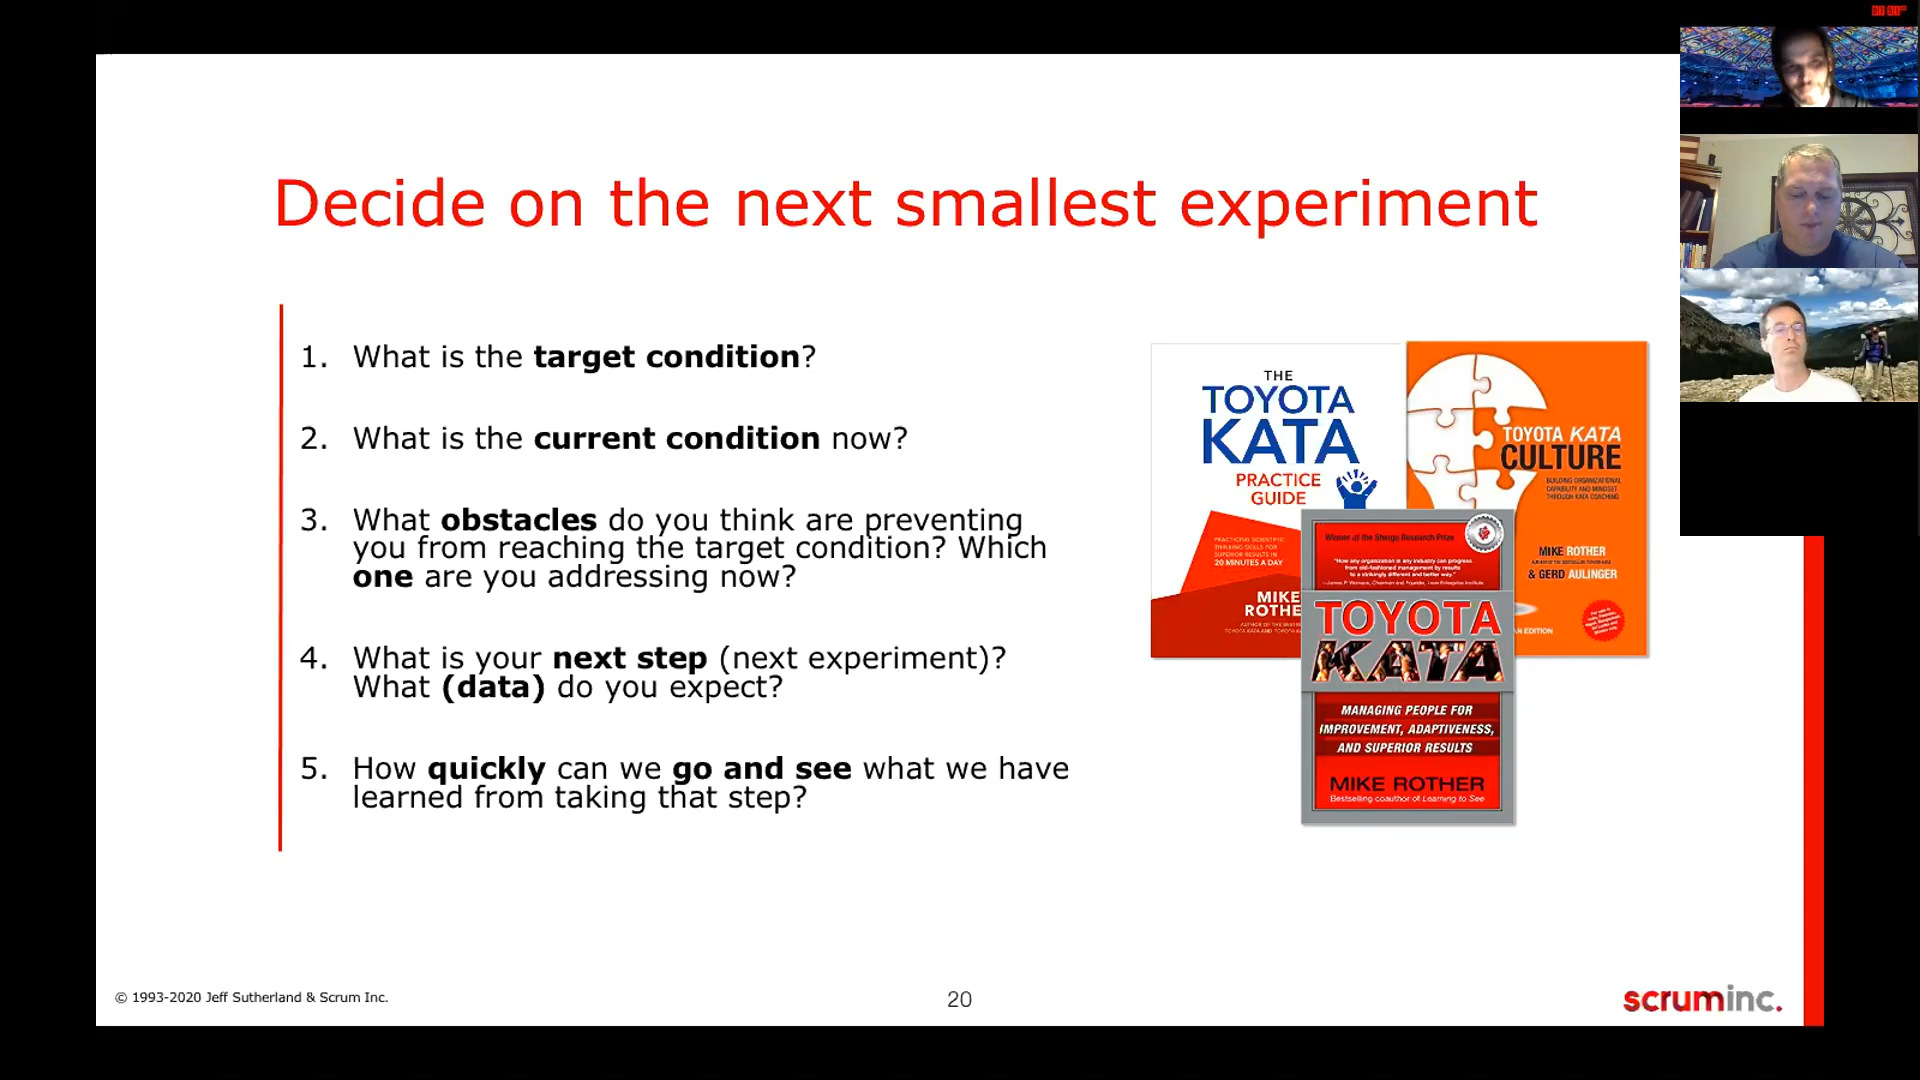 Decide on the next smallest experiment
1. What is the target condition?
2. What is the current condition now?
3. What obstacles do you think are preventing
you from reaching the target condition? Which
one are you addressing now?
4. What is your next step (next experiment)?
What (data) do you expect?
5. How quickly can we go and see what we have
learned from taking that step?
THE
TOYOTA
KATA
PRACTICE
GUIDE
PRACTICING SCIENTIFIC
THINKING SKILLS FOR
SUPERIOR RESULTS IN
20 MINUTES A DAY
MIKE
ROTHE
TOYOTA KATA
CULTURE
BUILDING ORGANIZATIONAL
CAPABILITY AND MINDSET
THROUGH KATA COACHING
MIKE ROTHER
& GERD AULINGER
N EDITION
Winner of the Shingo Research Prize
"How any organization in any industry can progress
from old-fashioned management by results
to a strikingly different and better way."
—James P. Womack, Chairman and Founder, Lean Enterprise Institute
TOYOTA
KATA
MANAGING PEOPLE FOR
IMPROVEMENT, ADAPTIVENESS,
AND SUPERIOR RESULTS
MIKE ROTHER
Bestselling coauthor of Learning to See
© 1993-2020 Jeff Sutherland & Scrum Inc.
20
scruminc.